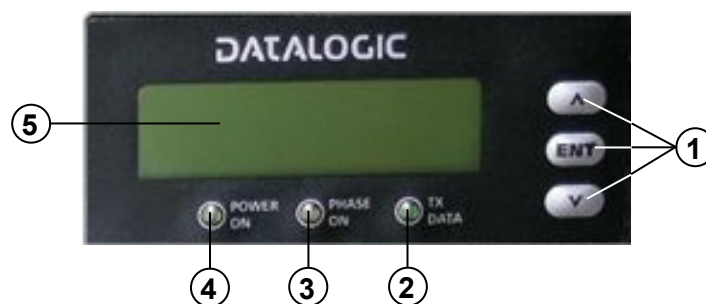 DATALOGIC
5
1
ʌ
ENT
v
POWER
ON
PHASE
ON
TX
DATA
4
3
2